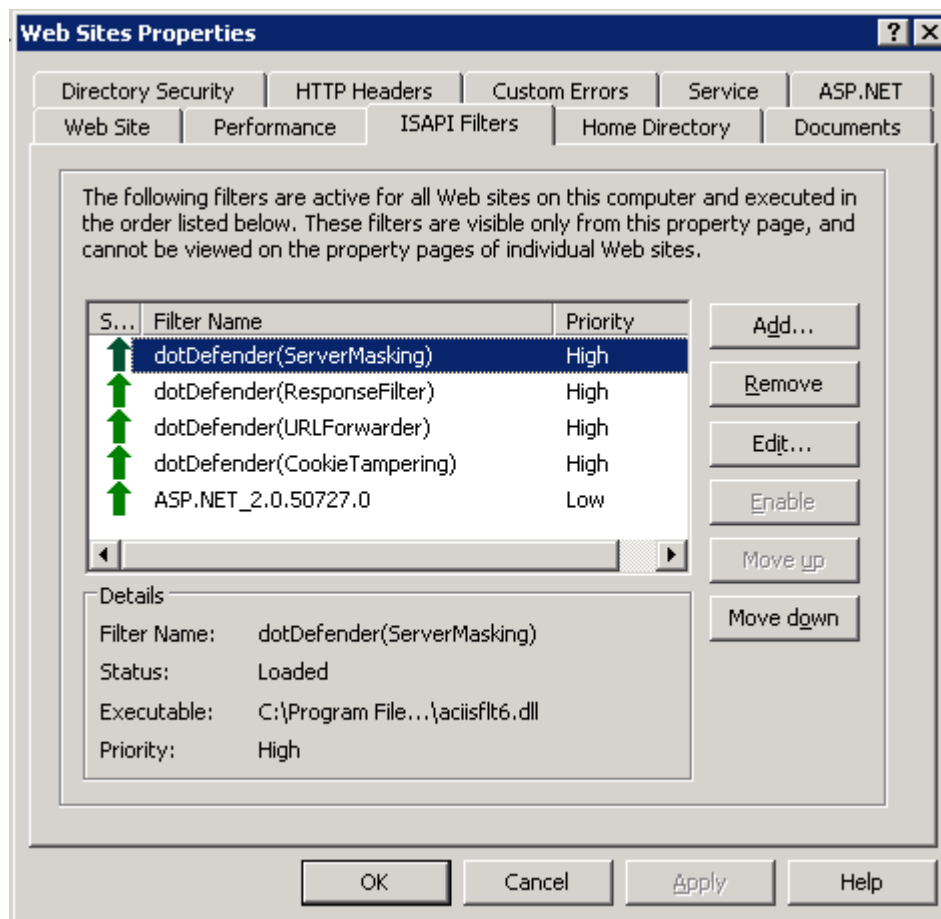 Web Sites Properties
Directory Security HTTP Headers Custom Errors Service ASP.NET
Web Site Performance ISAPI Filters Home Directory Documents
The following filters are active for all Web sites on this computer and executed in
the order listed below. These filters are visible only from this property page, and
cannot be viewed on the property pages of individual Web sites.
S... Filter Name Priority
dotDefender(ServerMasking) High
dotDefender(ResponseFilter) High
dotDefender(URLForwarder) High
dotDefender(CookieTampering) High
ASP.NET_2.0.50727.0 Low
Add...
Remove
Edit...
Enable
Move up
Move down
Details
Filter Name: dotDefender(ServerMasking)
Status: Loaded
Executable: C:\Program File...\aciisflt6.dll
Priority: High
OK Cancel Apply Help